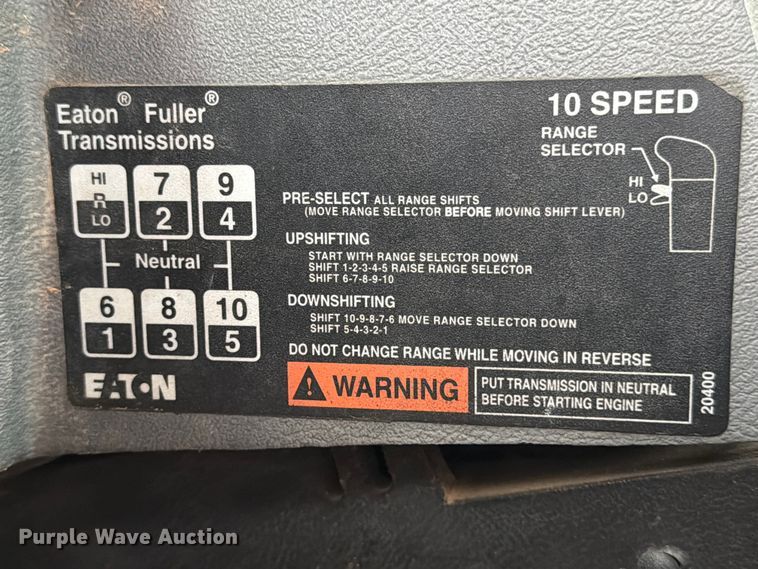 Eaton® Fuller®
Transmissions
HI
R
LO
7
2
9
4
Neutral
6
1
8
3
10
5
EATON
10 SPEED
RANGE
SELECTOR
HI
LO
PRE-SELECT ALL RANGE SHIFTS
(MOVE RANGE SELECTOR BEFORE MOVING SHIFT LEVER)
UPSHIFTING
START WITH RANGE SELECTOR DOWN
SHIFT 1-2-3-4-5 RAISE RANGE SELECTOR
SHIFT 6-7-8-9-10
DOWNSHIFTING
SHIFT 10-9-8-7-6 MOVE RANGE SELECTOR DOWN
SHIFT 5-4-3-2-1
DO NOT CHANGE RANGE WHILE MOVING IN REVERSE
WARNING
PUT TRANSMISSION IN NEUTRAL
BEFORE STARTING ENGINE
20400
Purple Wave Auction